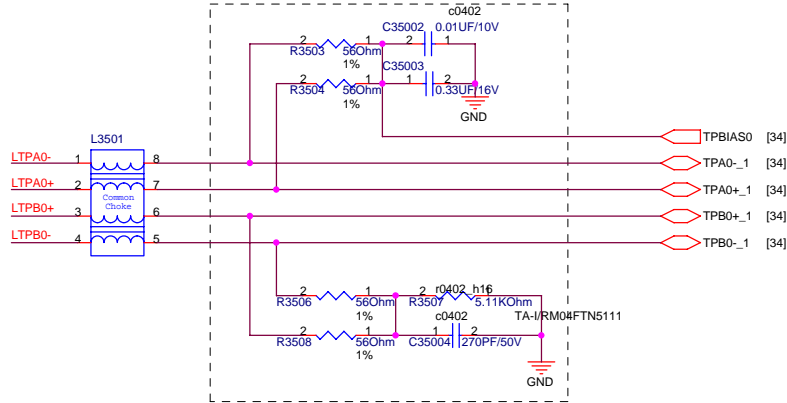 c0402
C35002 0.01UF/10V
2 1 2 1
R3503 56Ohm
1%
C35003
2 1 1 2
R3504 56Ohm 0.33UF/16V
1%
GND
L3501
TPBIAS0 [34]
LTPA0- 1 8 TPA0-_1 [34]
LTPA0+ 2 7 TPA0+_1 [34]
Common
Choke
LTPB0+ 3 6 TPB0+_1 [34]
LTPB0- 4 5 TPB0-_1 [34]
r0402_h16
2 1 2 1
R3506 56Ohm R3507 5.11KOhm
1% c0402 TA-I/RM04FTN5111
2 1 1 2
R3508 56Ohm C35004 270PF/50V
1%
GND